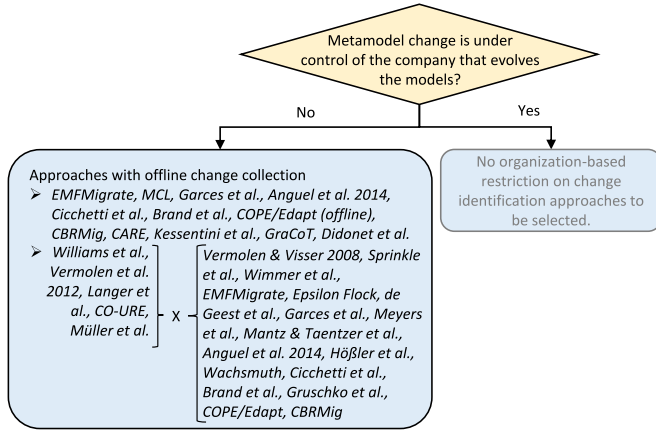 Metamodel change is under
control of the company that evolves
the models?
No
Yes
Approaches with offline change collection
➢ EMFMigrate, MCL, Garces et al., Anguel et al. 2014,
Cicchetti et al., Brand et al., COPE/Edapt (offline),
CBRMig, CARE, Kessentini et al., GraCoT, Didonet et al.
➢ Williams et al.,
Vermolen et al.
2012, Langer et
al., CO-URE,
Müller et al.
X
Vermolen & Visser 2008, Sprinkle
et al., Wimmer et al.,
EMFMigrate, Epsilon Flock, de
Geest et al., Garces et al., Meyers
et al., Mantz & Taentzer et al.,
Anguel et al. 2014, Hößler et al.,
Wachsmuth, Cicchetti et al.,
Brand et al., Gruschko et al.,
COPE/Edapt, CBRMig
No organization-based
restriction on change
identification approaches to
be selected.